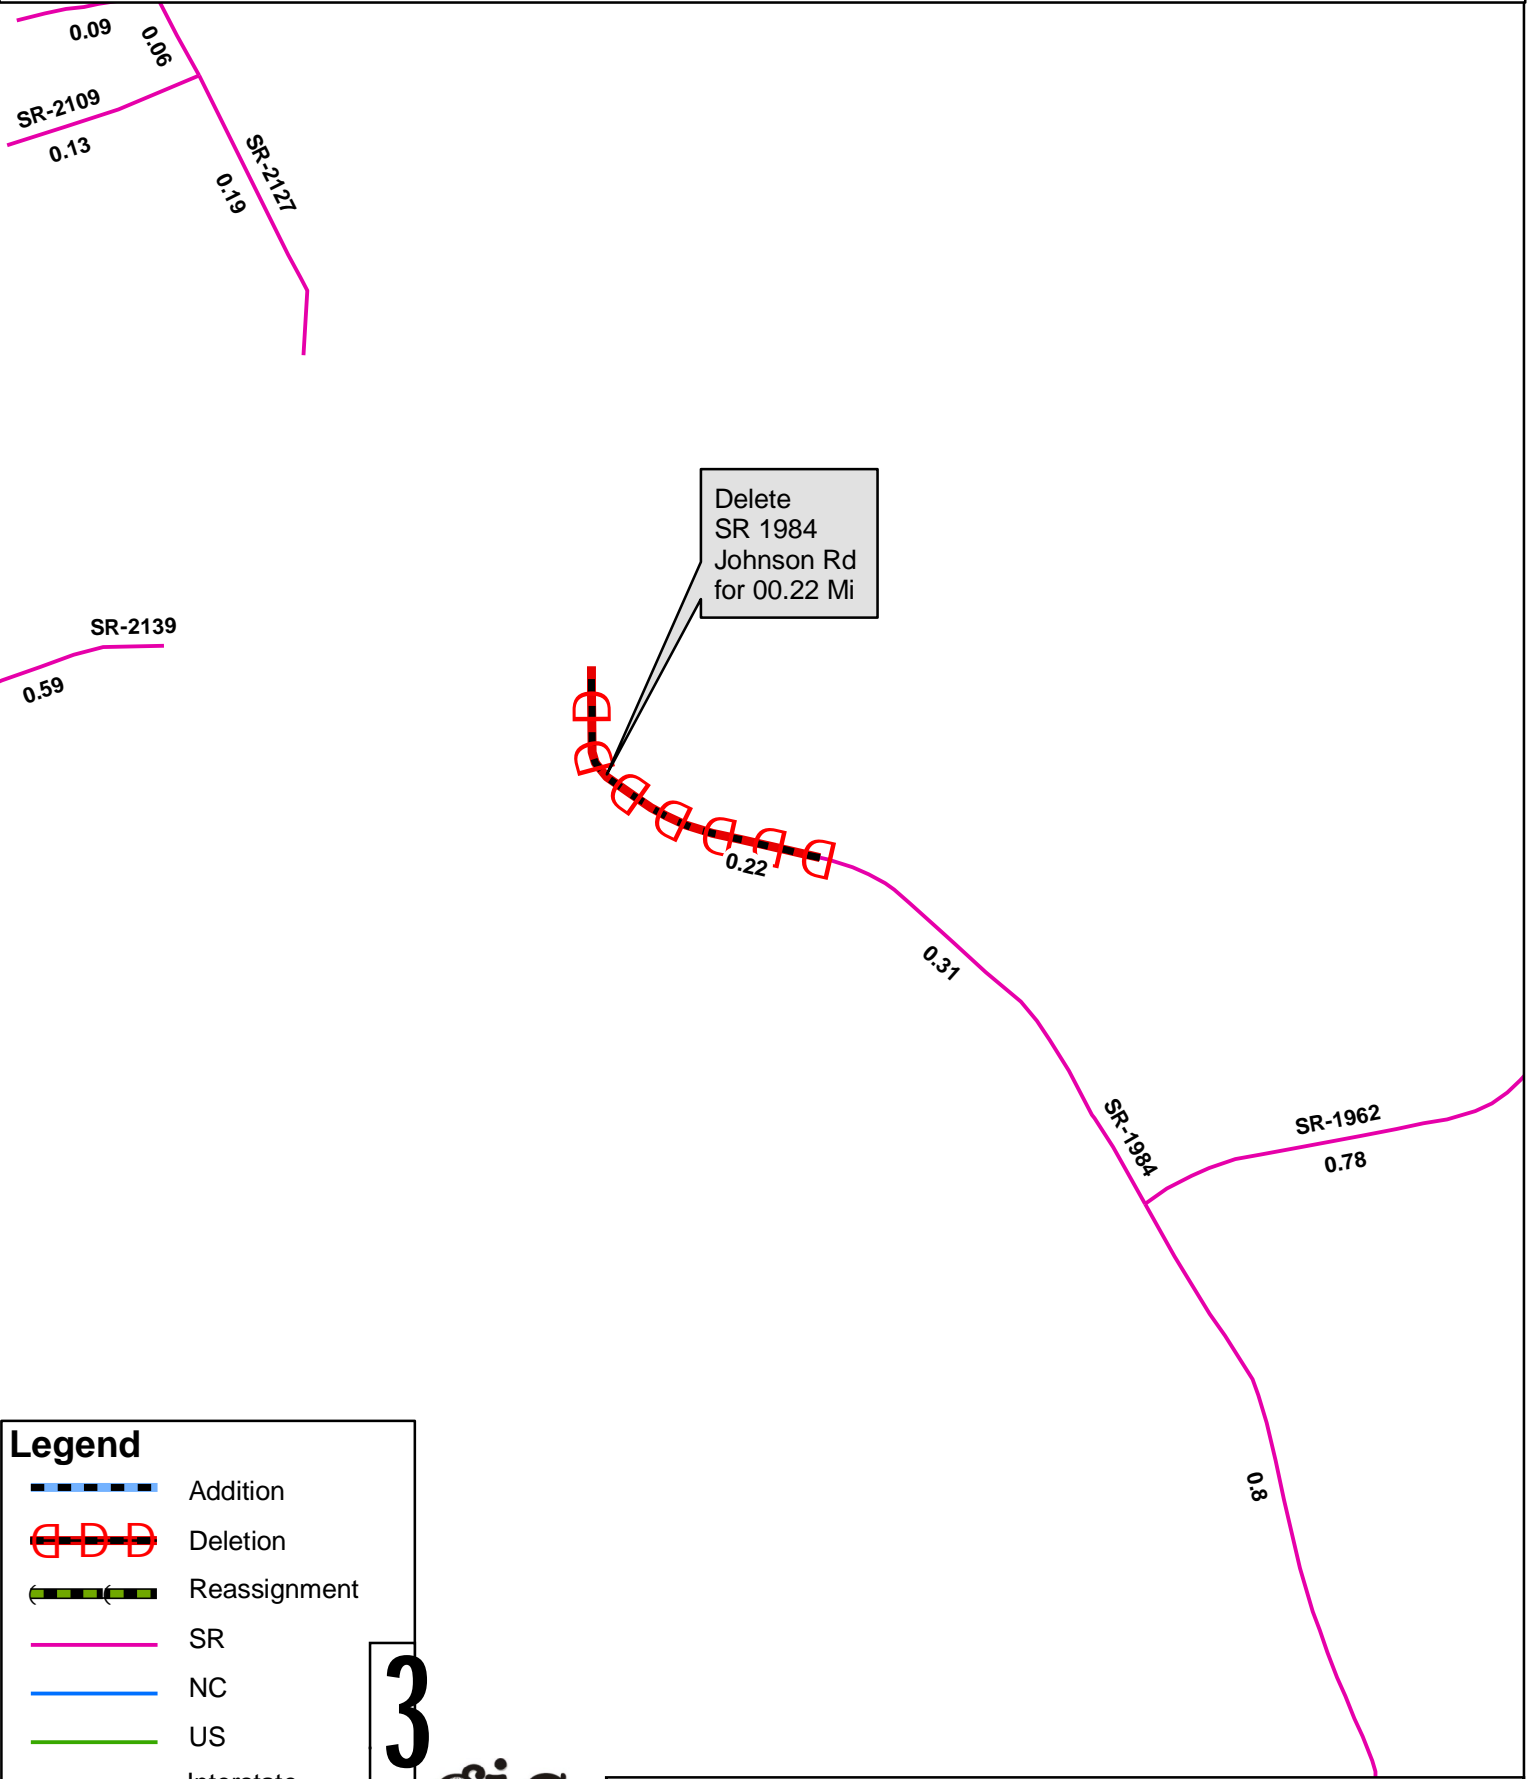 0.09
0.06
SR-2109
0.13
SR-2127
0.19
Delete
SR 1984
Johnson Rd
for 00.22 Mi
SR-2139
0.59
D
D
D
D
D
D
D
0.22
0.31
SR-1984
SR-1962
0.78
0.8
Legend
Addition
D D D Deletion
Reassignment
SR
NC
US
Interstate
3